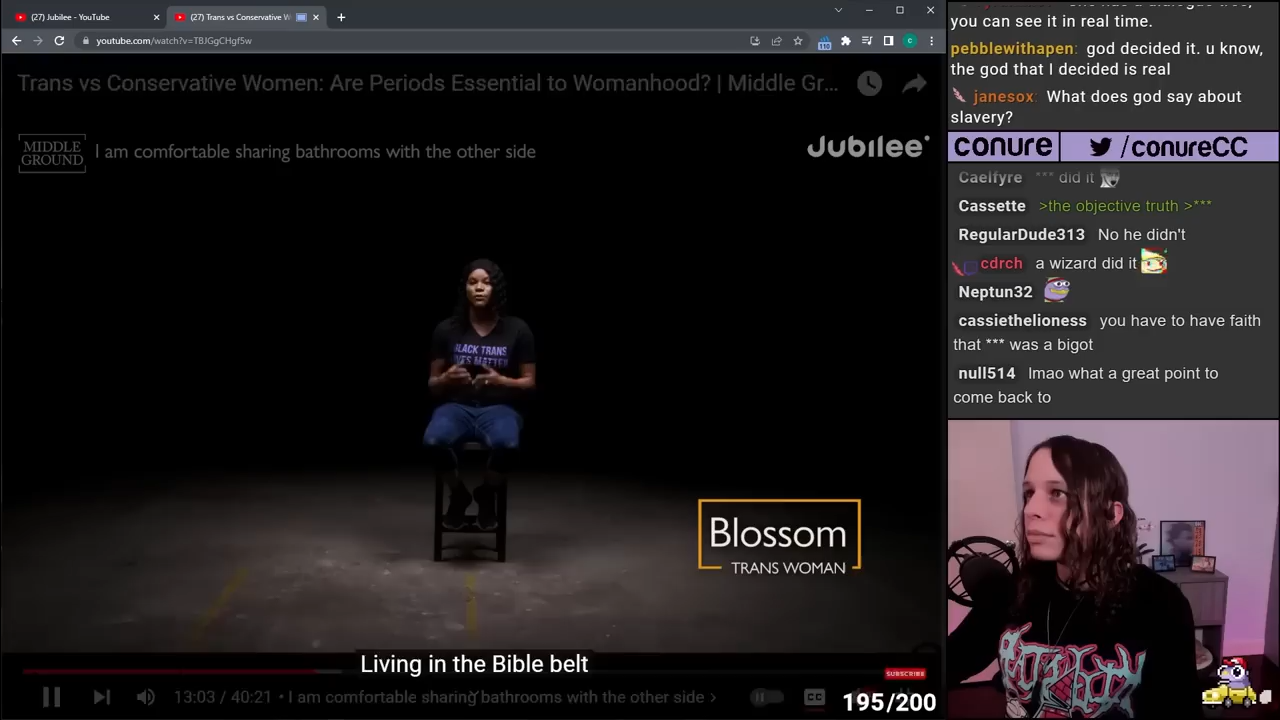 (27) Jubilee - YouTube
(27) Trans vs Conservative W
youtube.com/watch?v=TBJGgCHgf5w
Trans vs Conservative Women: Are Periods Essential to Womanhood? | Middle Gr...
MIDDLE
GROUND
I am comfortable sharing bathrooms with the other side
Jubilee
BLACK TRANS
LIVES MATTER
Blossom
TRANS WOMAN
Living in the Bible belt
SUBSCRIBE
13:03 / 40:21 • I am comfortable sharing bathrooms with the other side >
CC
195/200
you can see it in real time.
pebblewithapen: god decided it. u know,
the god that I decided is real
janesox: What does god say about
slavery?
conure
/conureCC
Caelfyre *** did it
Cassette >the objective truth >***
RegularDude313 No he didn't
cdrch a wizard did it
Neptun32
cassiethelioness you have to have faith
that *** was a bigot
null514 lmao what a great point to
come back to